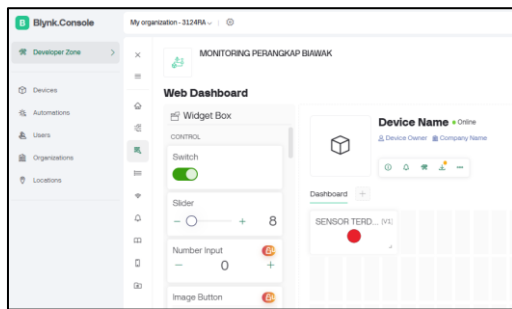 B Blynk.Console
My organization - 3124RA
Developer Zone
Devices
Automations
Users
Organizations
Locations
MONITORING PERANGKAP BIAWAK
Web Dashboard
Widget Box
CONTROL
Switch
Slider
− + 8
Number Input
− 0 +
Image Button
Device Name • Online
Device Owner Company Name
Dashboard +
SENSOR TERD... (V1)